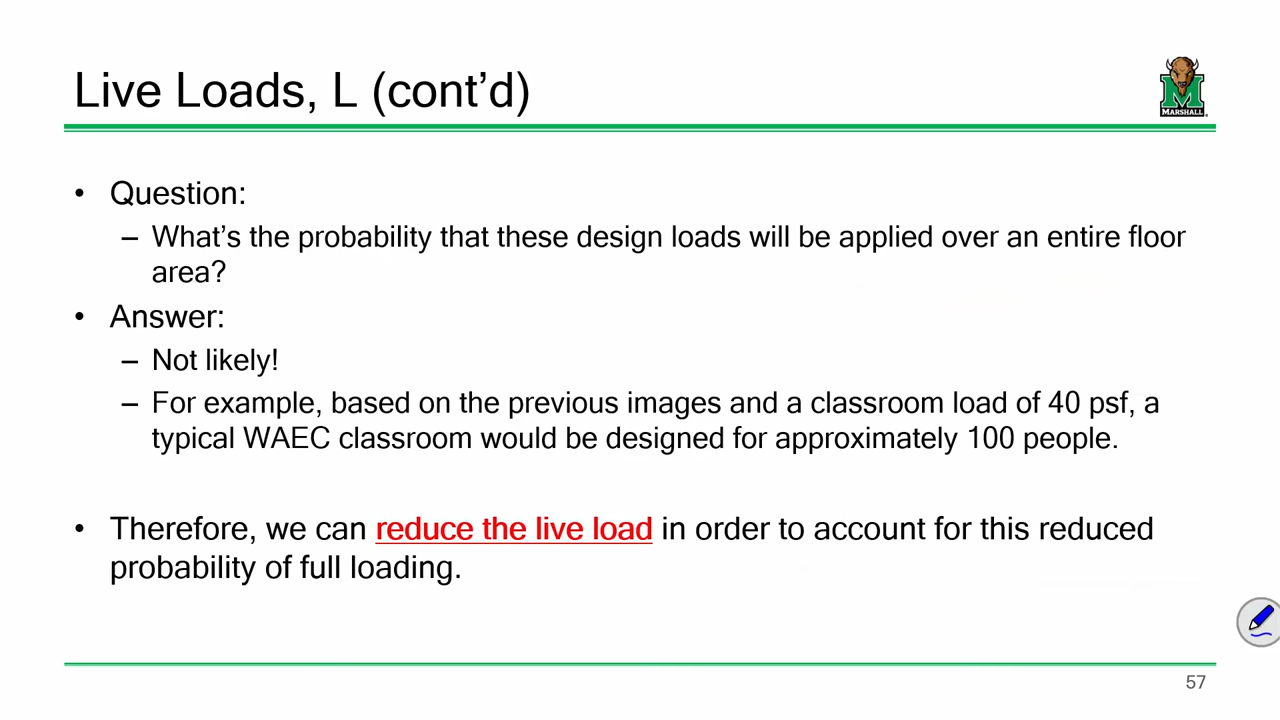 Live Loads, L (cont’d)
MARSHALL
• Question:
– What’s the probability that these design loads will be applied over an entire floor
area?
• Answer:
– Not likely!
– For example, based on the previous images and a classroom load of 40 psf, a
typical WAEC classroom would be designed for approximately 100 people.
• Therefore, we can reduce the live load in order to account for this reduced
probability of full loading.
57